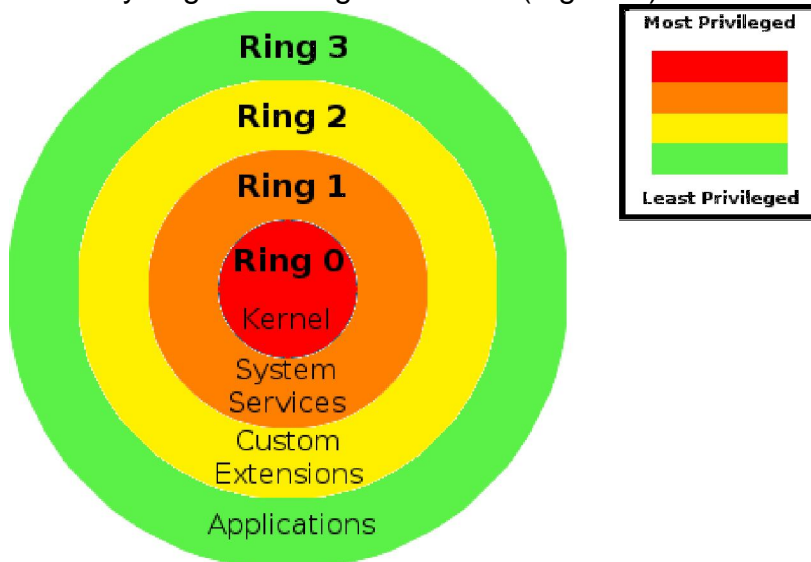 Ring 3
Ring 2
Ring 1
Ring 0
Kernel
System
Services
Custom
Extensions
Applications
Most Privileged
Least Privileged